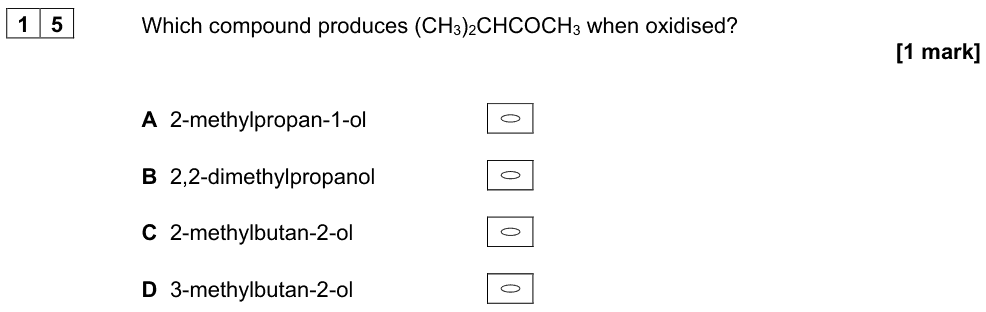 1 5 Which compound produces (CH₃)₂CHCOCH₃ when oxidised?
[1 mark]
A 2-methylpropan-1-ol
B 2,2-dimethylpropanol
C 2-methylbutan-2-ol
D 3-methylbutan-2-ol